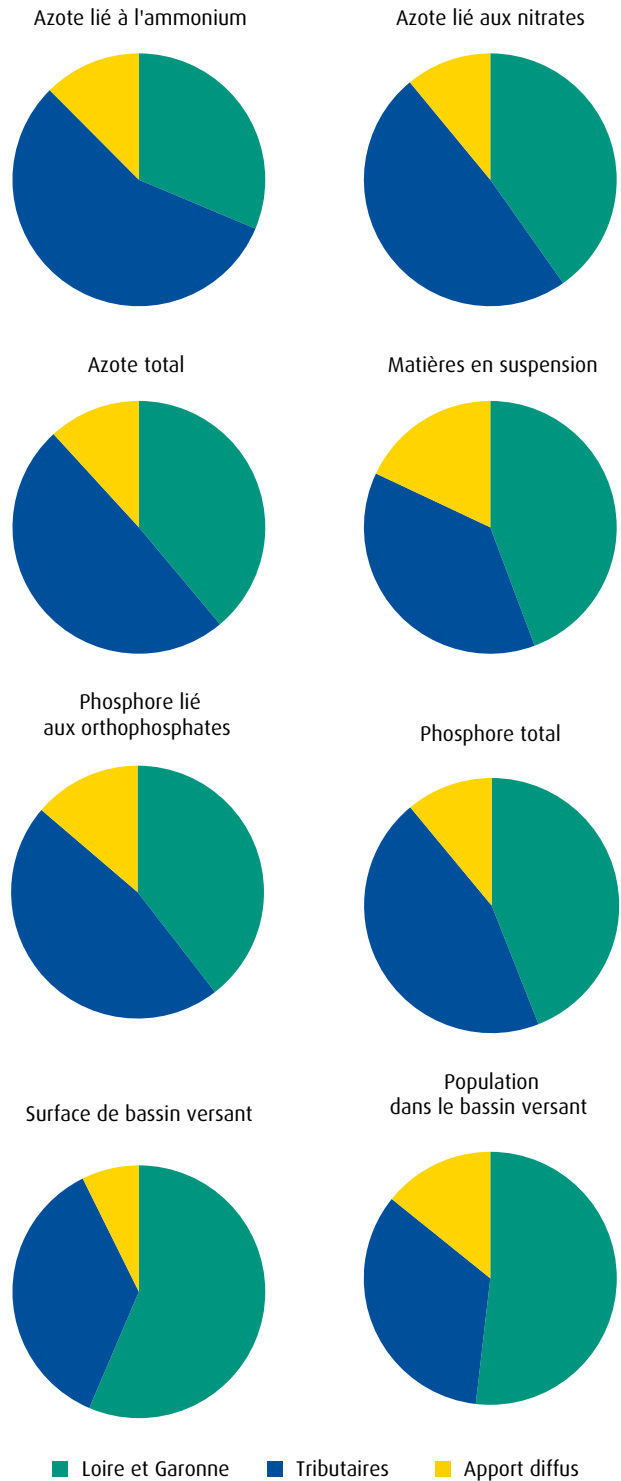 Azote lié à l'ammonium
Azote lié aux nitrates
Azote total
Matières en suspension
Phosphore lié
aux orthophosphates
Phosphore total
Surface de bassin versant
Population
dans le bassin versant
Loire et Garonne
Tributaires
Apport diffus